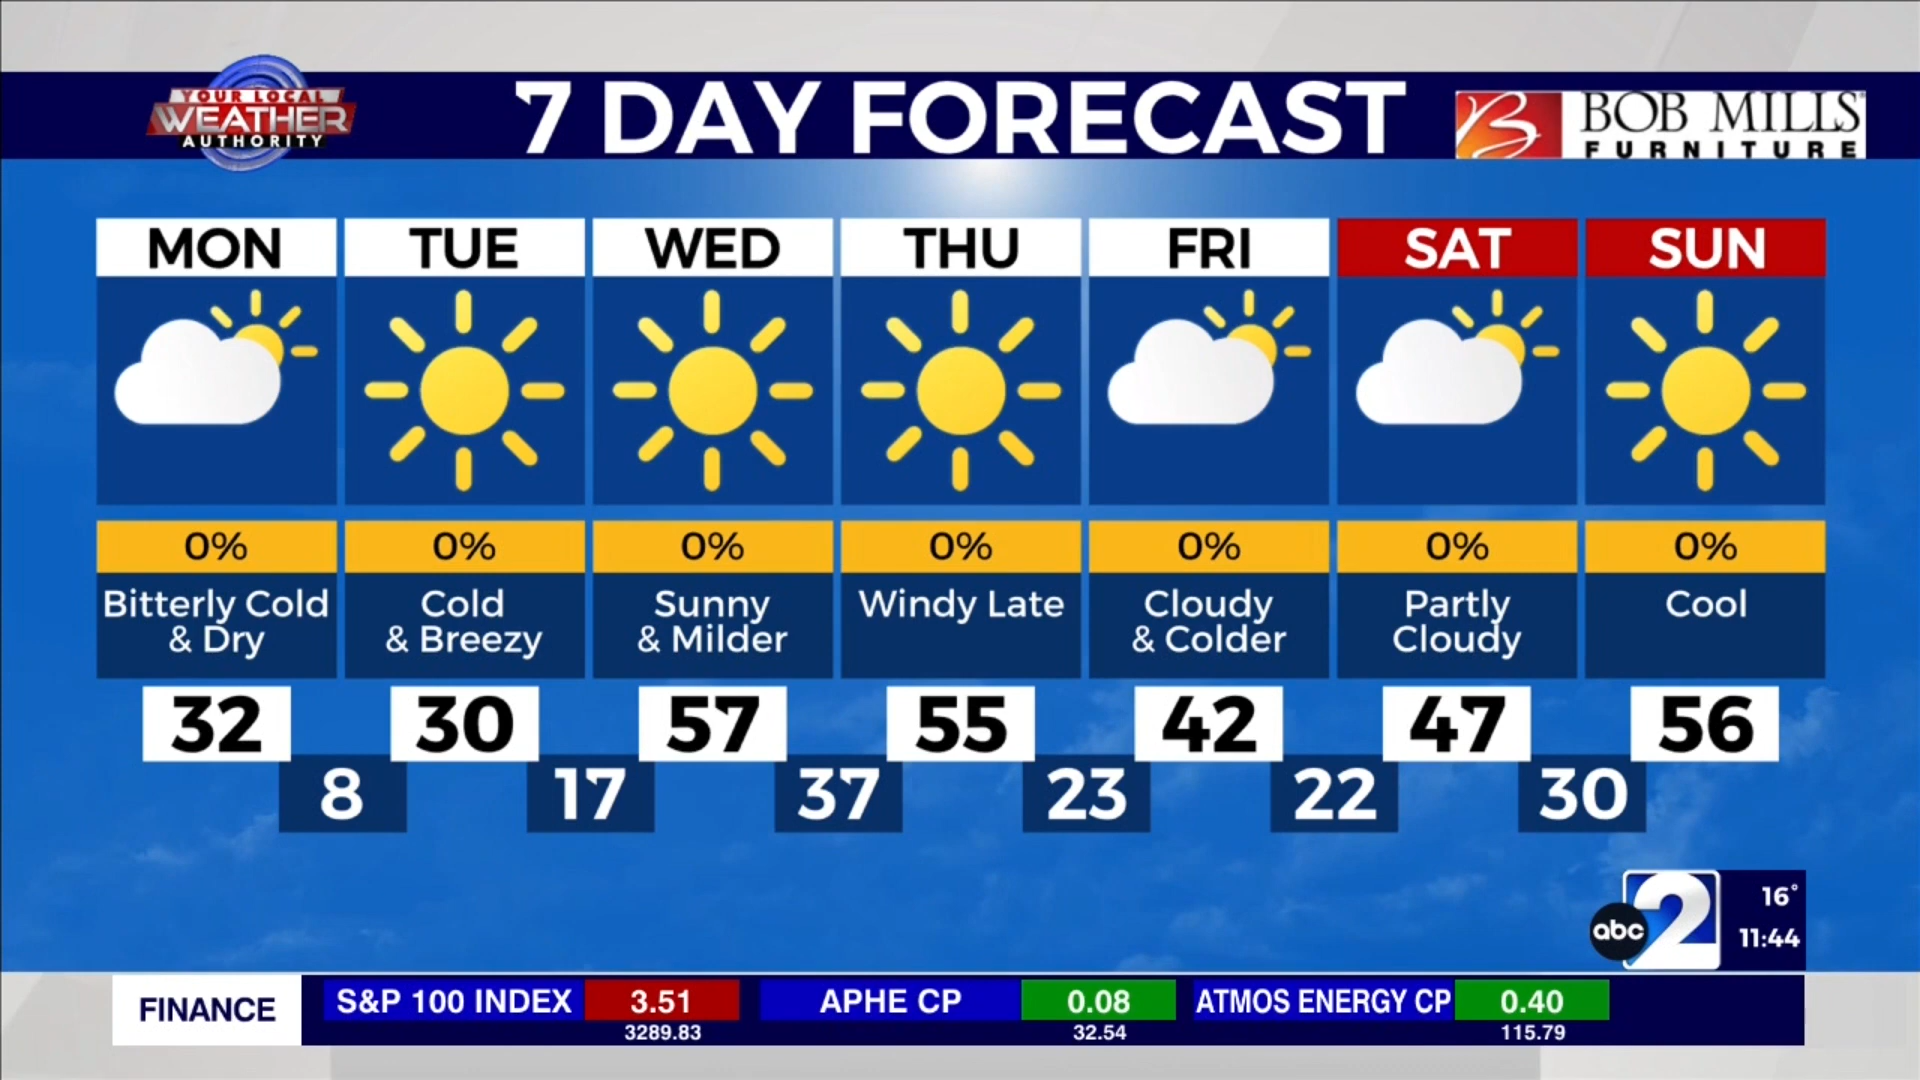 YOUR LOCAL
WEATHER
AUTHORITY
7 DAY FORECAST
B BOB MILLS
FURNITURE
MON TUE WED THU FRI SAT SUN
0% 0% 0% 0% 0% 0% 0%
Bitterly Cold
& Dry
Cold
& Breezy
Sunny
& Milder
Windy Late
Cloudy
& Colder
Partly
Cloudy
Cool
32 30 57 55 42 47 56
8 17 37 23 22 30
abc 2
16°
11:44
FINANCE
S&P 100 INDEX 3.51
3289.83
APHE CP 0.08
32.54
ATMOS ENERGY CP 0.40
115.79